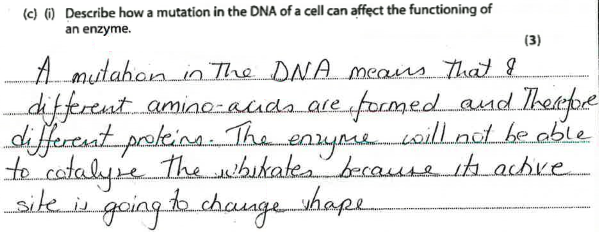 (c) (i) Describe how a mutation in the DNA of a cell can affect the functioning of
an enzyme.
(3)
A mutation in The DNA means that
different amino-acids are formed and Therefore
different proteins. The enzyme will not be able
to catalyse The substrates because its active
site is going to change shape